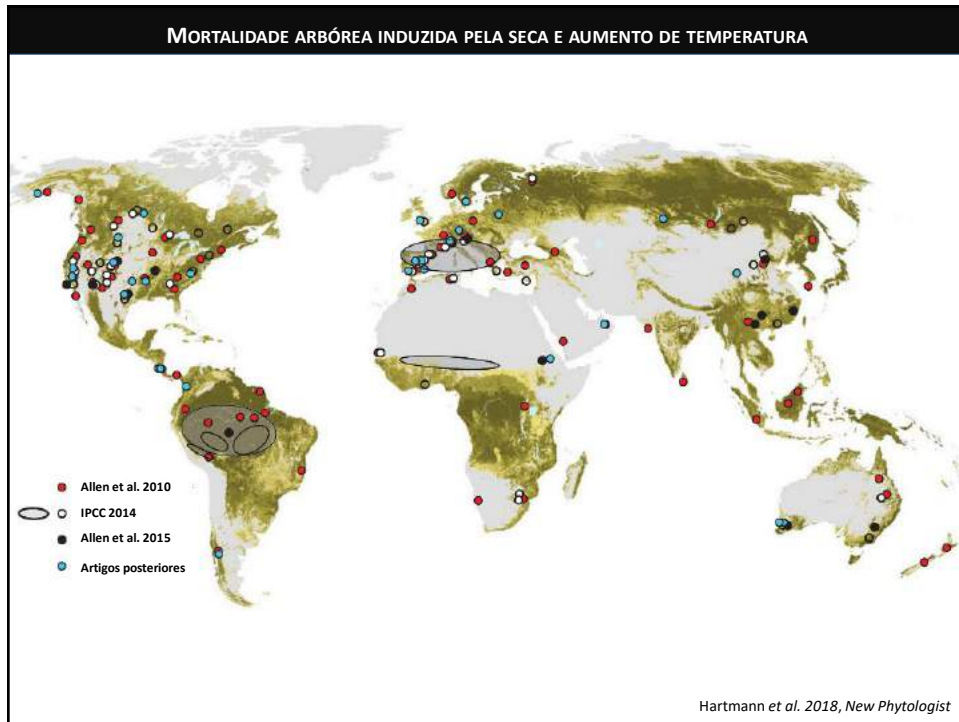 MORTALIDADE ARBÓREA INDUZIDA PELA SECA E AUMENTO DE TEMPERATURA
Allen et al. 2010
IPCC 2014
Allen et al. 2015
Artigos posteriores
Hartmann et al. 2018, New Phytologist